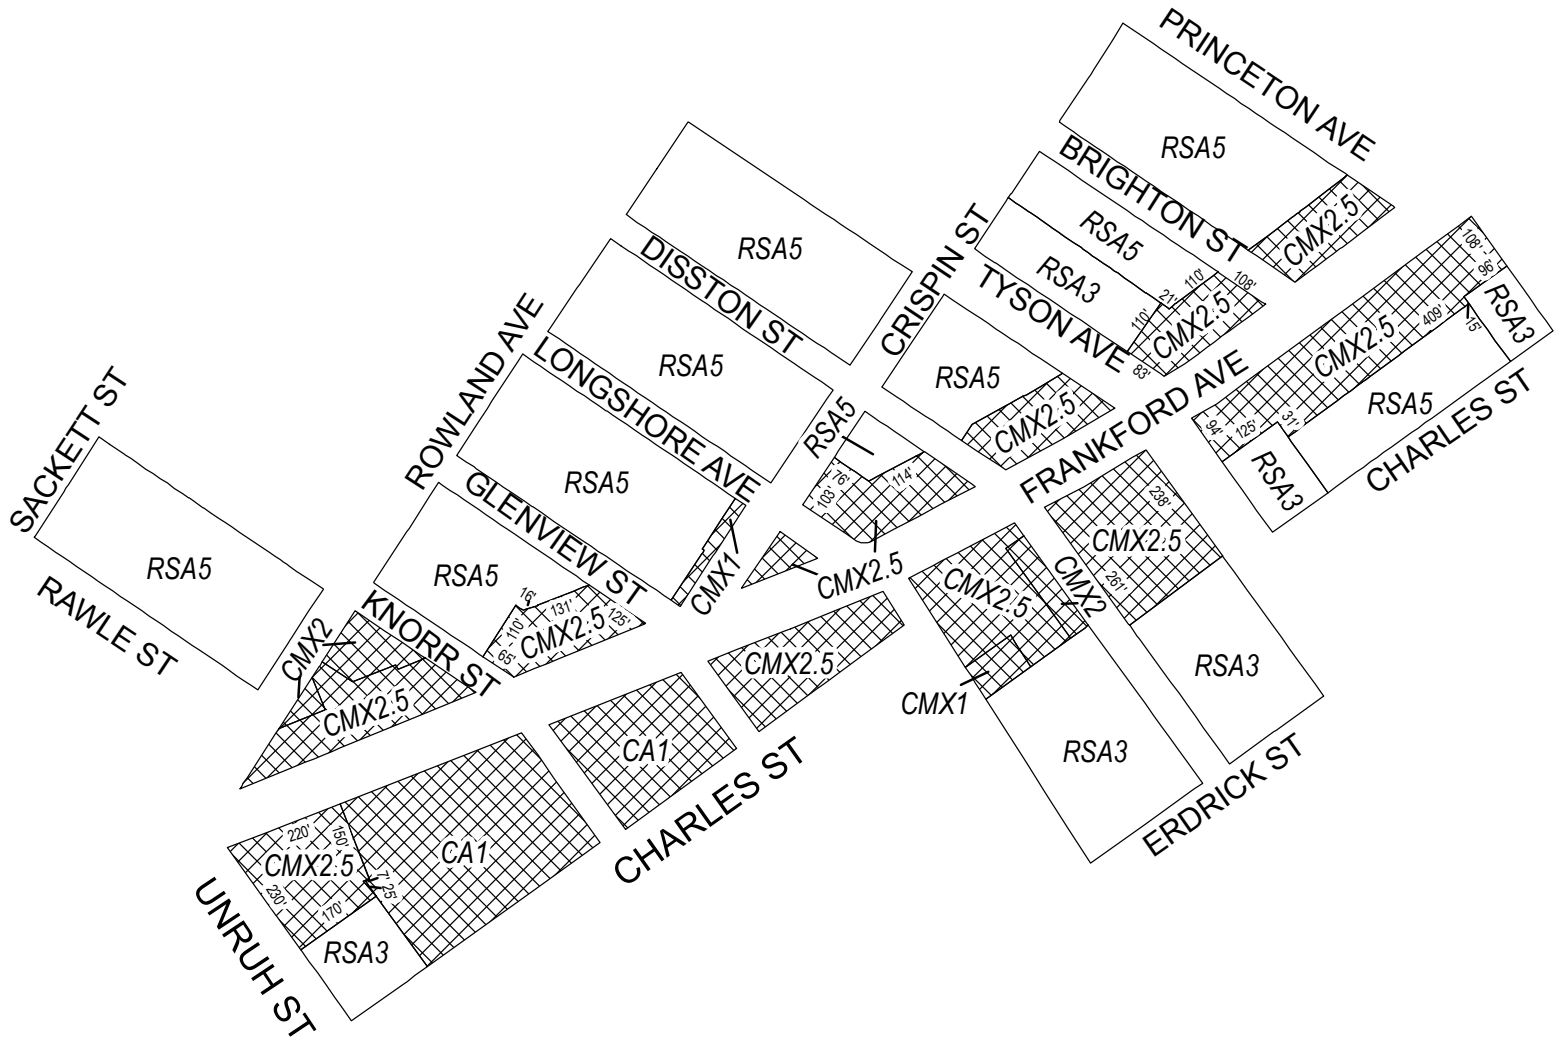 PRINCETON AVE
RSA5
BRIGHTON ST
CMX2.5
RSA5
RSA3
CRISPIN ST
TYSON AVE
110'
21'
110'
108'
CMX2.5
83'
RSA5
DISSTON ST
RSA5
ROWLAND AVE
LONGSHORE AVE
RSA5
CMX2.5
FRANKFORD AVE
108'
96'
RSA3
CMX2.5
409'
15'
RSA5
94'
125'
31'
RSA3
CHARLES ST
SACKETT ST
RSA5
RAWLE ST
RSA5
GLENVIEW ST
CMX1
RSA5
76'
103'
114'
CMX2.5
RSA5
KNORR ST
16'
110'
131'
125'
65'
CMX2.5
CMX2
CMX2.5
238'
CMX2.5
261'
RSA3
CMX2.5
CMX2
CMX1
RSA3
ERDRICK ST
CMX2.5
CA1
CHARLES ST
CA1
220'
150'
CMX2.5
7'
25'
230'
170'
RSA3
UNRUH ST